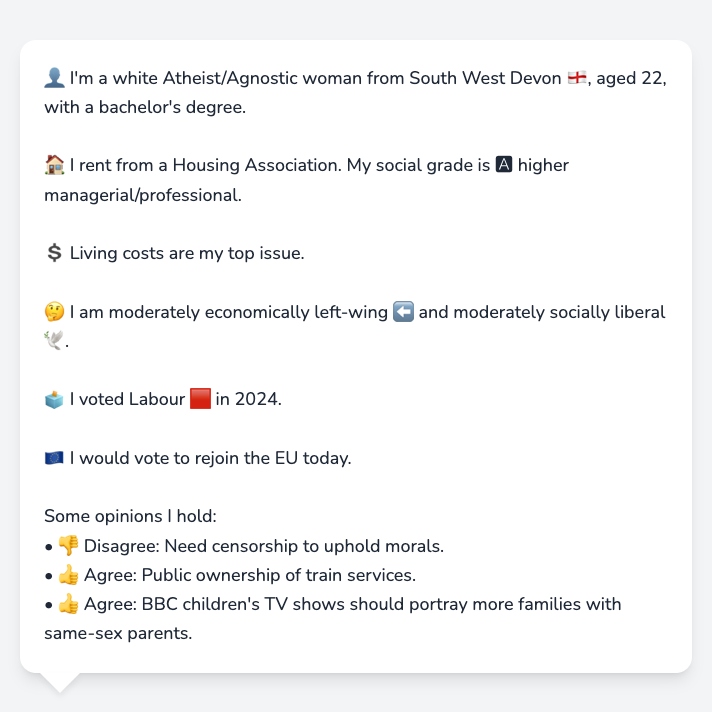 👤 I'm a white Atheist/Agnostic woman from South West Devon 🏴󠁧󠁢󠁥󠁮󠁧󠁿, aged 22,
with a bachelor's degree.
🏠 I rent from a Housing Association. My social grade is 🅰 higher
managerial/professional.
💲 Living costs are my top issue.
🤔 I am moderately economically left-wing ⬅️ and moderately socially liberal
🕊️.
🗳️ I voted Labour 🟥 in 2024.
🇪🇺 I would vote to rejoin the EU today.
Some opinions I hold:
• 👎 Disagree: Need censorship to uphold morals.
• 👍 Agree: Public ownership of train services.
• 👍 Agree: BBC children's TV shows should portray more families with
same-sex parents.